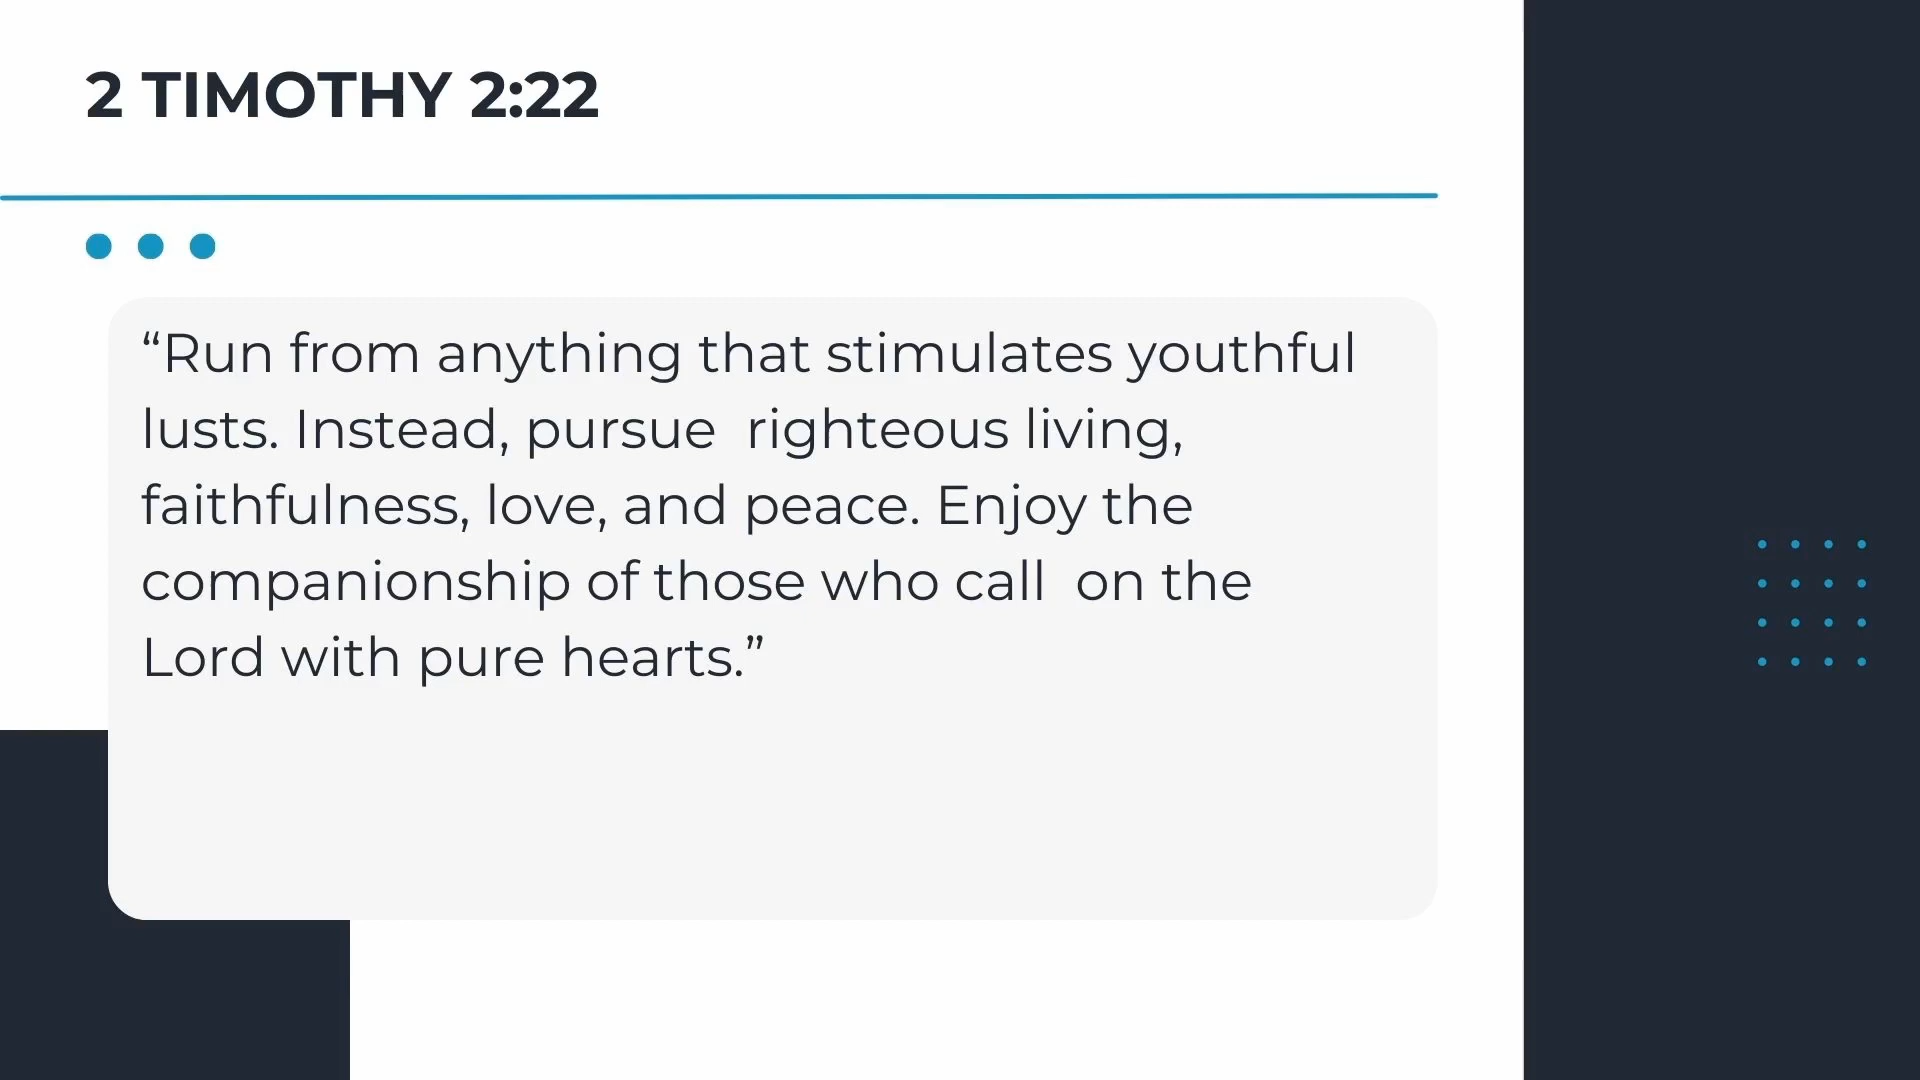 2 TIMOTHY 2:22
“Run from anything that stimulates youthful
lusts. Instead, pursue  righteous living,
faithfulness, love, and peace. Enjoy the
companionship of those who call  on the
Lord with pure hearts.”